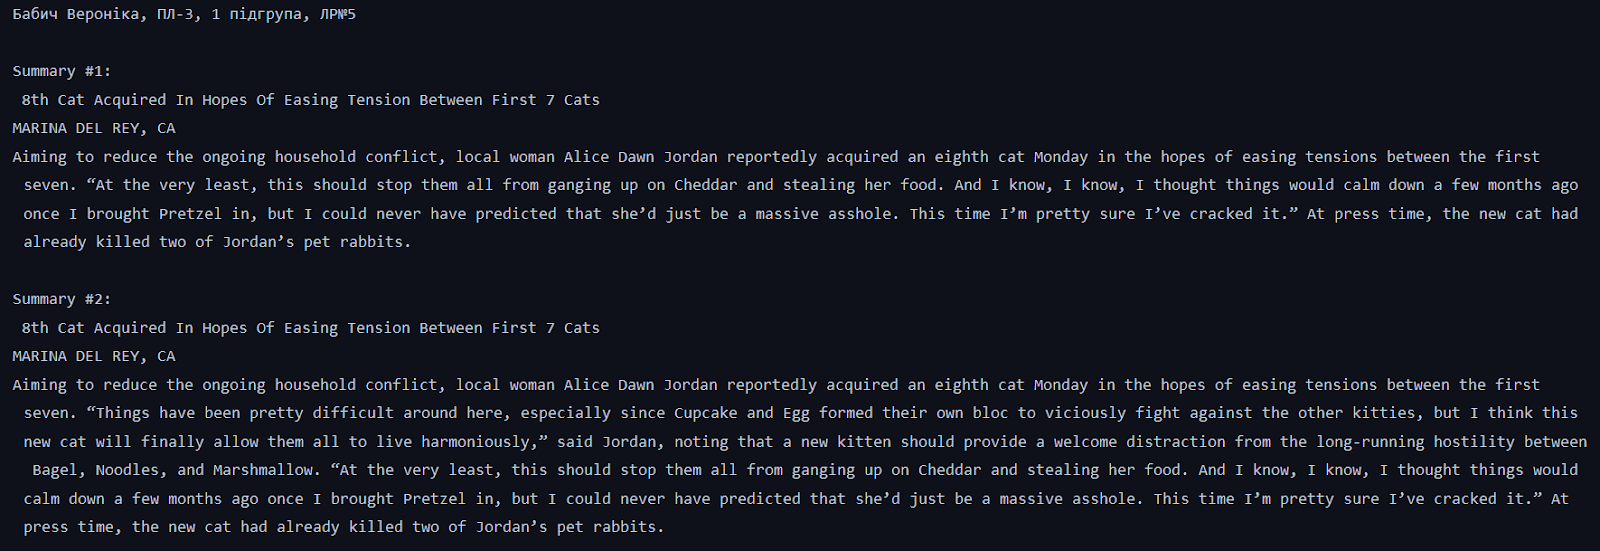 Бабич Вероніка, ПЛ-3, 1 підгрупа, ЛР№5
Summary #1:
8th Cat Acquired In Hopes Of Easing Tension Between First 7 Cats
MARINA DEL REY, CA
Aiming to reduce the ongoing household conflict, local woman Alice Dawn Jordan reportedly acquired an eighth cat Monday in the hopes of easing tensions between the first
seven. “At the very least, this should stop them all from ganging up on Cheddar and stealing her food. And I know, I know, I thought things would calm down a few months ago
once I brought Pretzel in, but I could never have predicted that she’d just be a massive asshole. This time I’m pretty sure I’ve cracked it.” At press time, the new cat had
already killed two of Jordan’s pet rabbits.
Summary #2:
8th Cat Acquired In Hopes Of Easing Tension Between First 7 Cats
MARINA DEL REY, CA
Aiming to reduce the ongoing household conflict, local woman Alice Dawn Jordan reportedly acquired an eighth cat Monday in the hopes of easing tensions between the first
seven. “Things have been pretty difficult around here, especially since Cupcake and Egg formed their own bloc to viciously fight against the other kitties, but I think this
new cat will finally allow them all to live harmoniously,” said Jordan, noting that a new kitten should provide a welcome distraction from the long-running hostility between
Bagel, Noodles, and Marshmallow. “At the very least, this should stop them all from ganging up on Cheddar and stealing her food. And I know, I know, I thought things would
calm down a few months ago once I brought Pretzel in, but I could never have predicted that she’d just be a massive asshole. This time I’m pretty sure I’ve cracked it.” At
press time, the new cat had already killed two of Jordan’s pet rabbits.